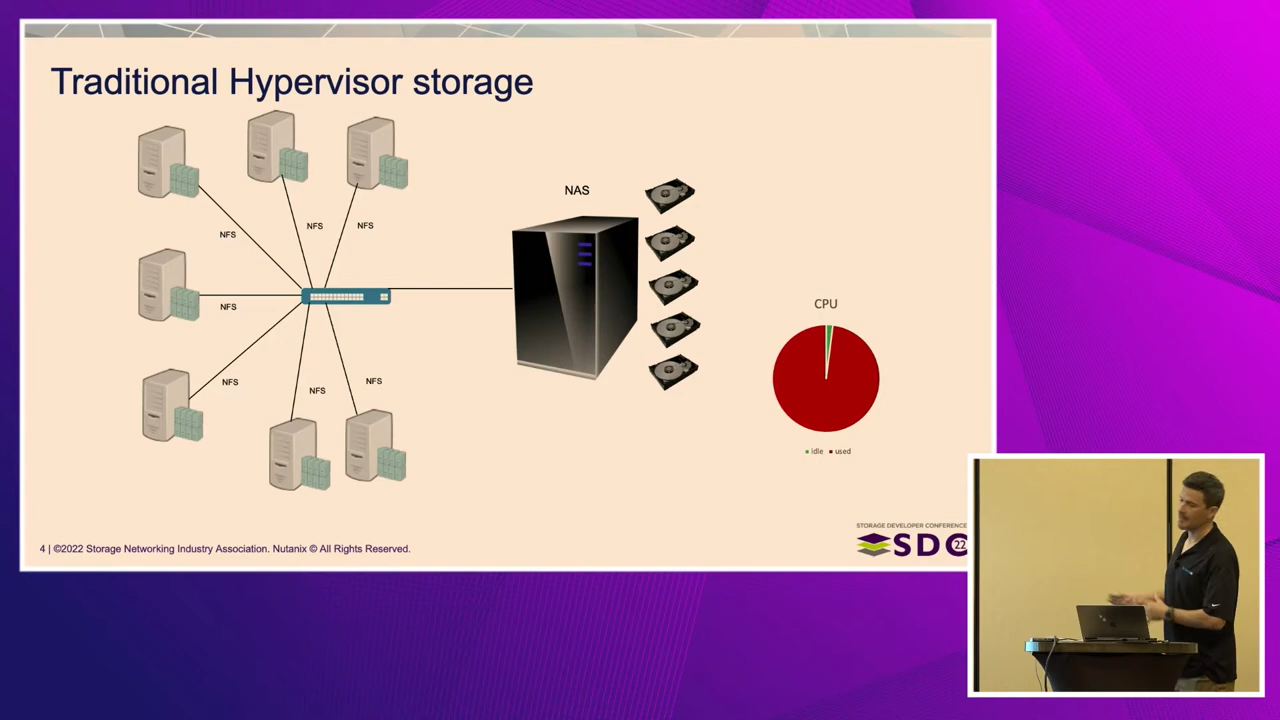 Traditional Hypervisor storage
NAS
NFS
NFS
NFS
NFS
NFS
NFS
NFS
CPU
idle used
STORAGE DEVELOPER CONFERENCE
SDC 22
4 | ©2022 Storage Networking Industry Association. Nutanix © All Rights Reserved.